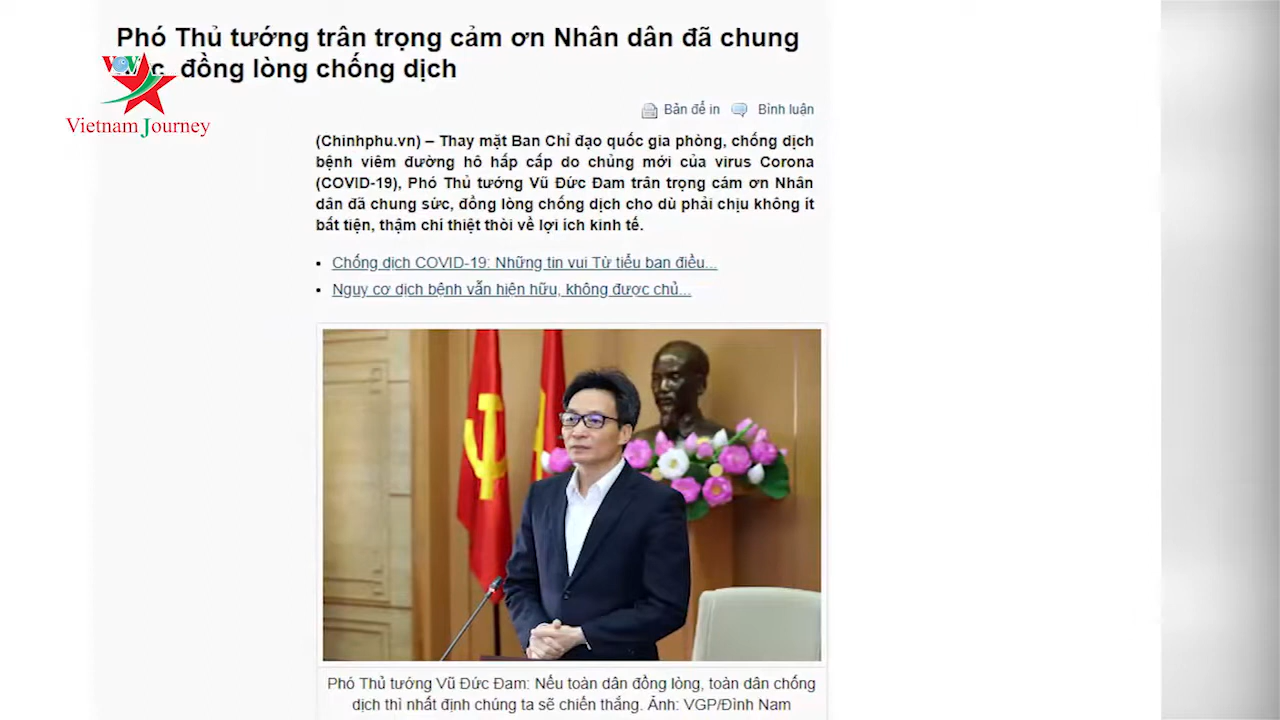 Phó Thủ tướng trân trọng cảm ơn Nhân dân đã chung
đồng lòng chống dịch
VOV
Vietnam Journey
Bản để in
Bình luận
(Chinhphu.vn) – Thay mặt Ban Chỉ đạo quốc gia phòng, chống dịch
bệnh viêm đường hô hấp cấp do chủng mới của virus Corona
(COVID-19), Phó Thủ tướng Vũ Đức Đam trân trọng cảm ơn Nhân
dân đã chung sức, đồng lòng chống dịch cho dù phải chịu không ít
bất tiện, thậm chí thiệt thòi về lợi ích kinh tế.
Chống dịch COVID-19: Những tin vui Từ tiểu ban điều...
Nguy cơ dịch bệnh vẫn hiện hữu, không được chủ...
Phó Thủ tướng Vũ Đức Đam: Nếu toàn dân đồng lòng, toàn dân chống
dịch thì nhất định chúng ta sẽ chiến thắng. Ảnh: VGP/Đình Nam